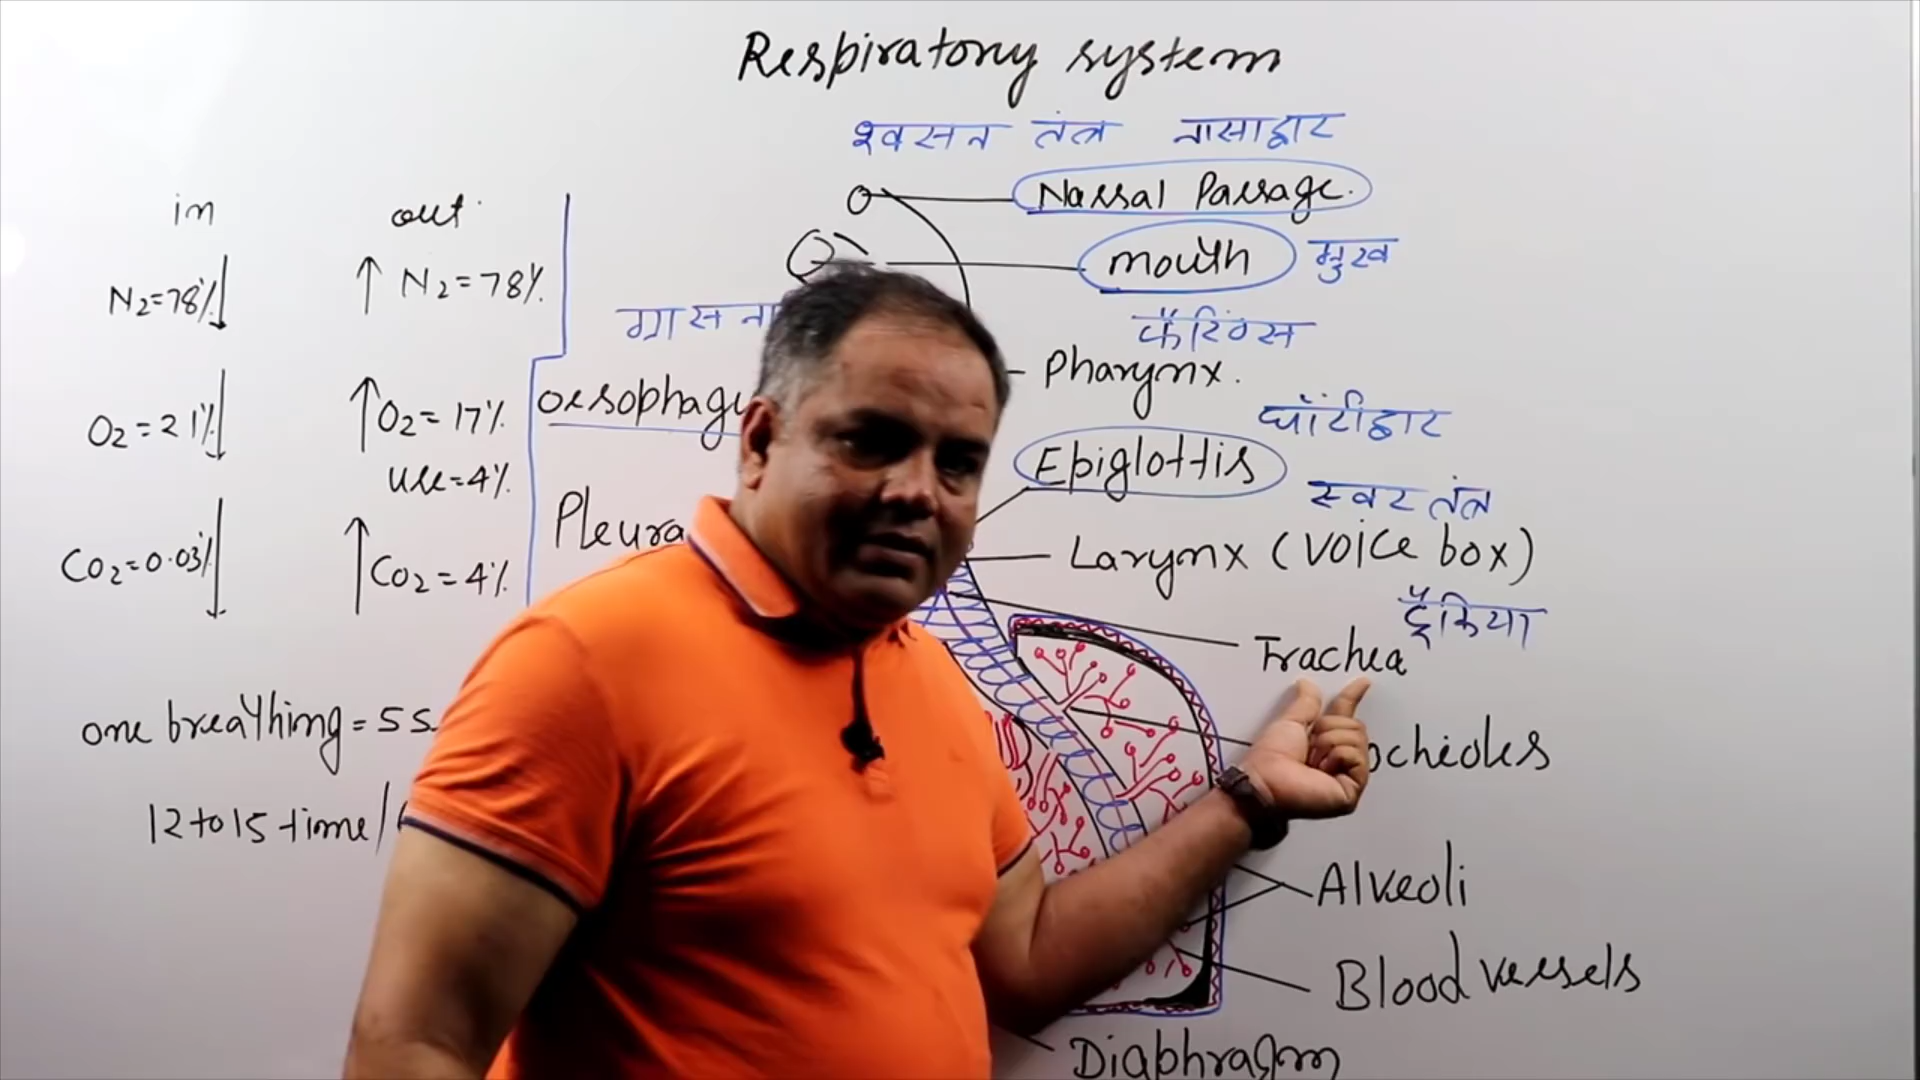 Respiratory system
श्वसन तंत्र नासाद्वार
in
out
Nassal Passage.
mouth मुख
N2=78%
N2=78%
फैरिंग्स
Pharynx.
O2=21%
O2=17%
use=4%
घाँटीद्वार
Epiglottis
स्वर तंत्र
Pleura
Larynx (voice box)
CO2=0.03%
CO2=4%
ट्रैकिया
Trachea
one breathing=5 s
12 to 15 time/
Alveoli
Blood vessels
Diaphragm